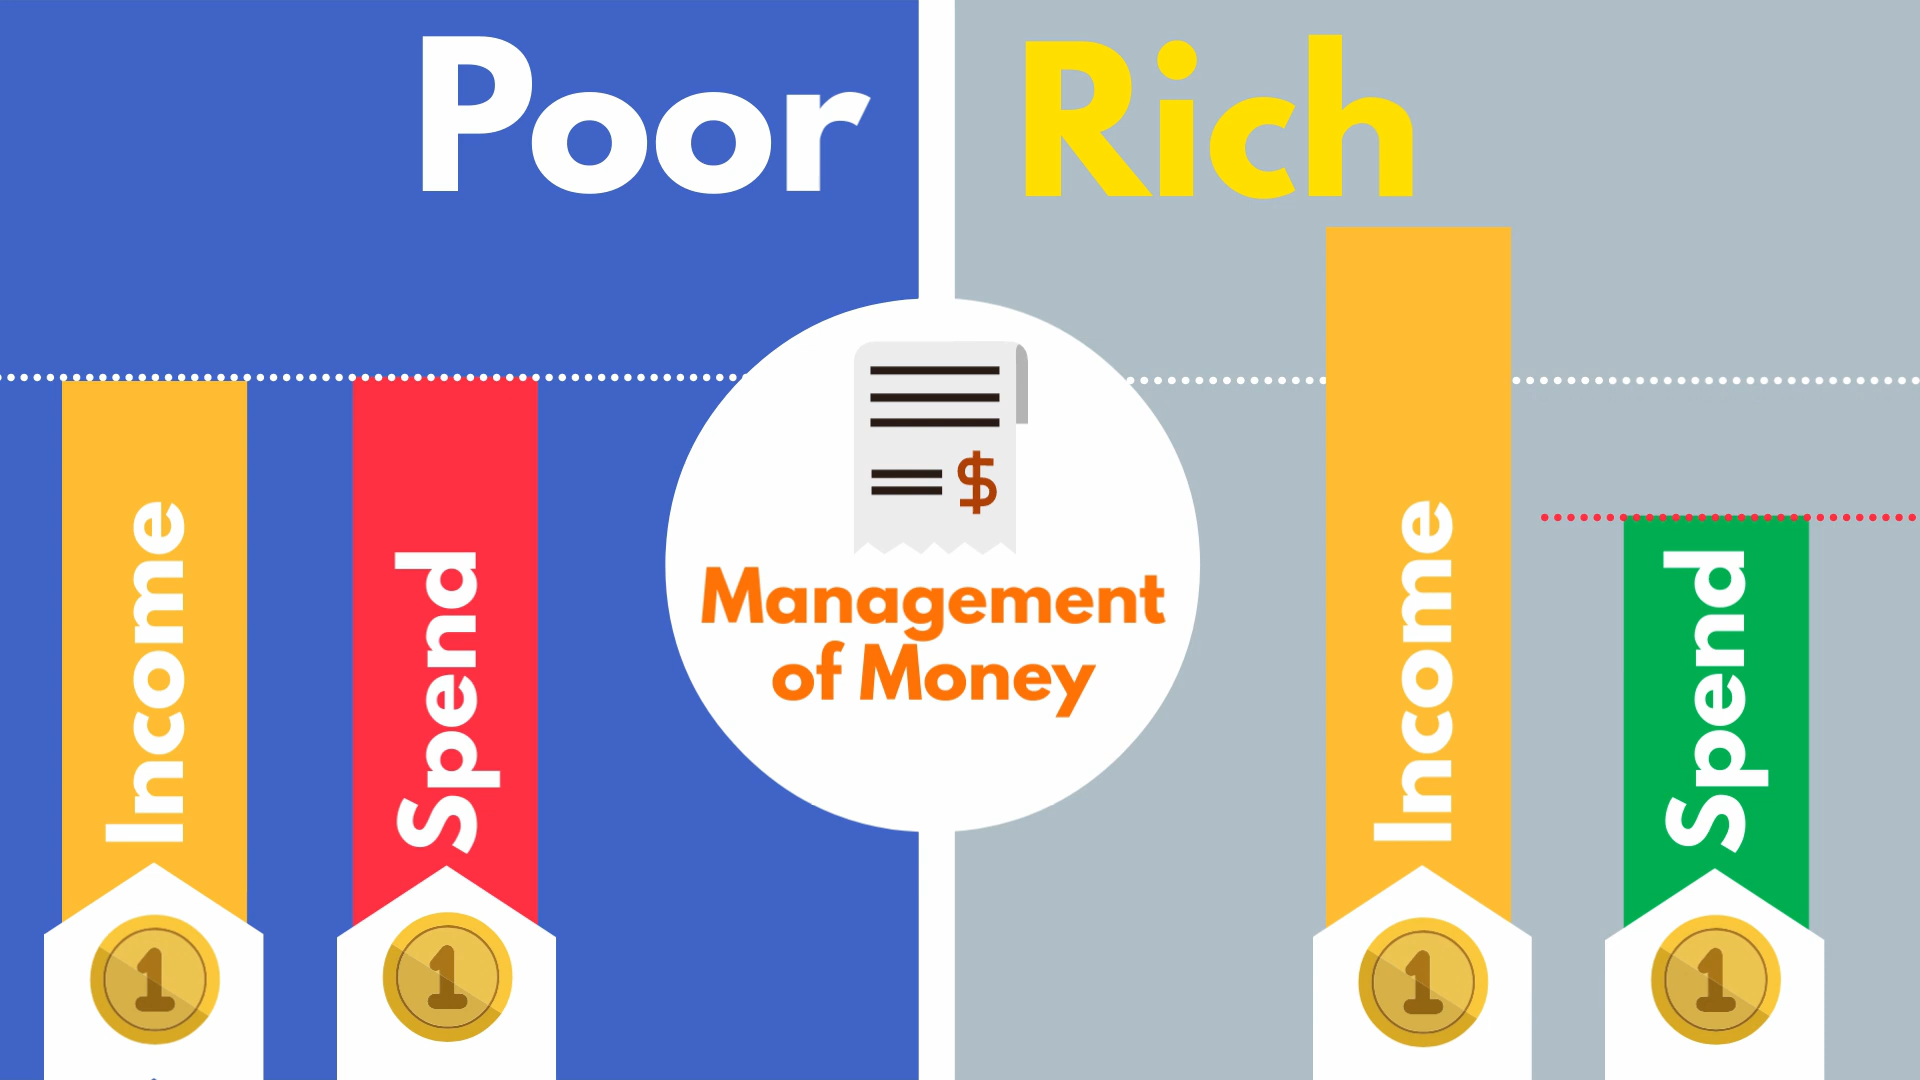 Poor
Rich
$
Management
of Money
Income
Spend
Income
Spend
1
1
1
1